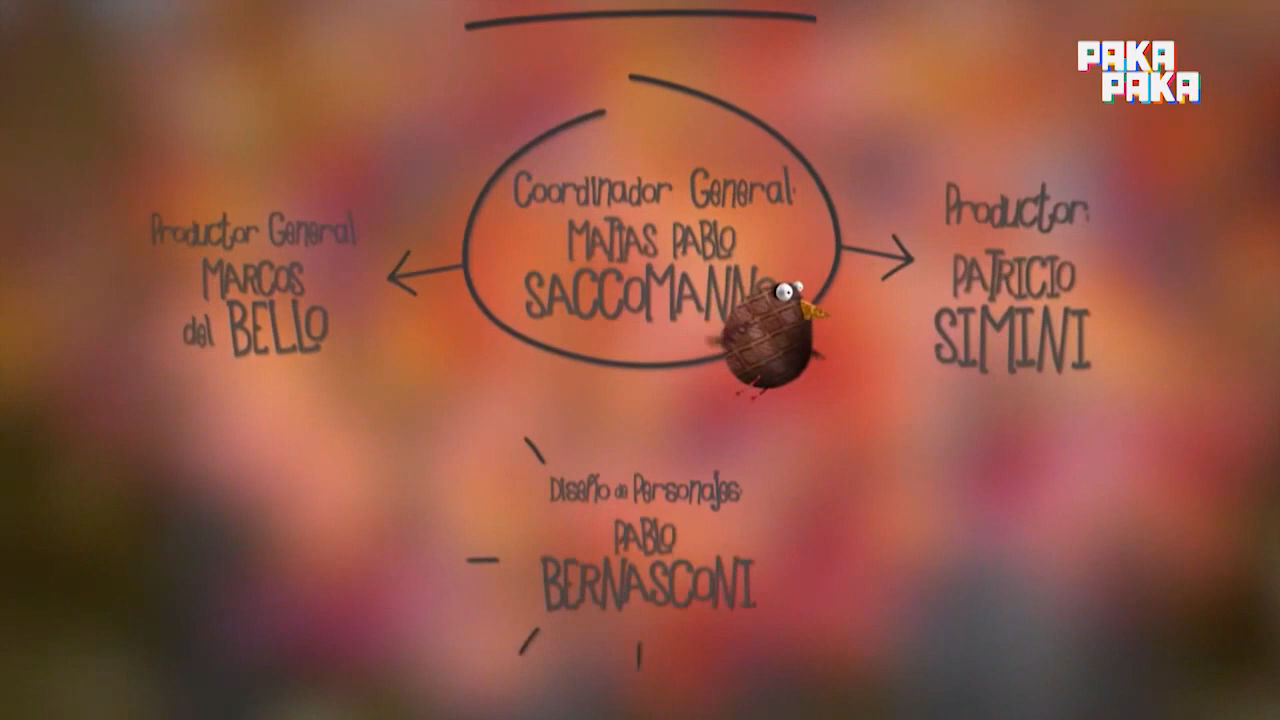 PAKA
PAKA
Productor General
MARCOS
del BELLO
Coordinador General:
MATIAS PABLO
SACCOMANNO
Productor:
PATRICIO
SIMINI
Diseño de Personajes
PABLO
BERNASCONI